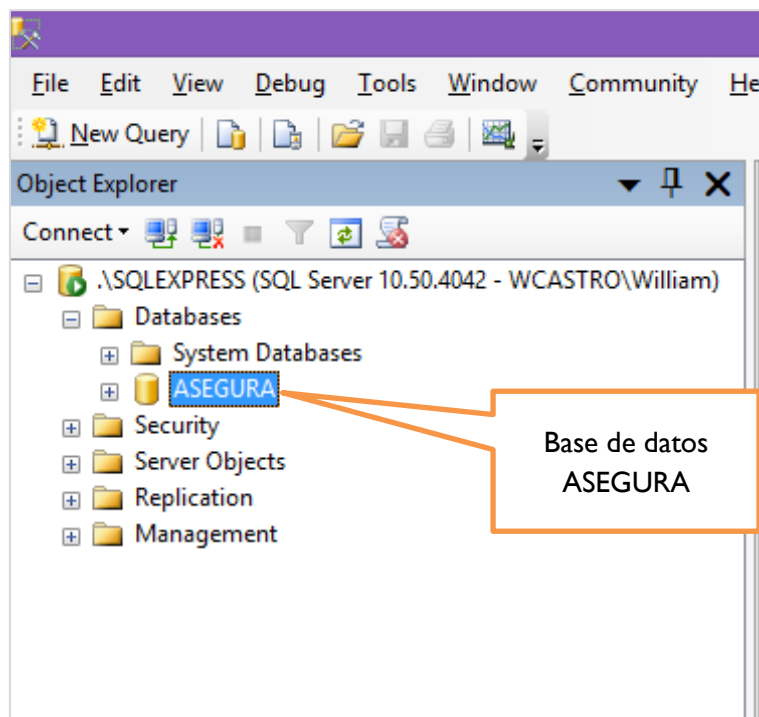 File Edit View Debug Tools Window Community He
New Query
Object Explorer
Connect
.\SQLEXPRESS (SQL Server 10.50.4042 - WCASTRO\William)
Databases
System Databases
ASEGURA
Security
Server Objects
Replication
Management
Base de datos
ASEGURA